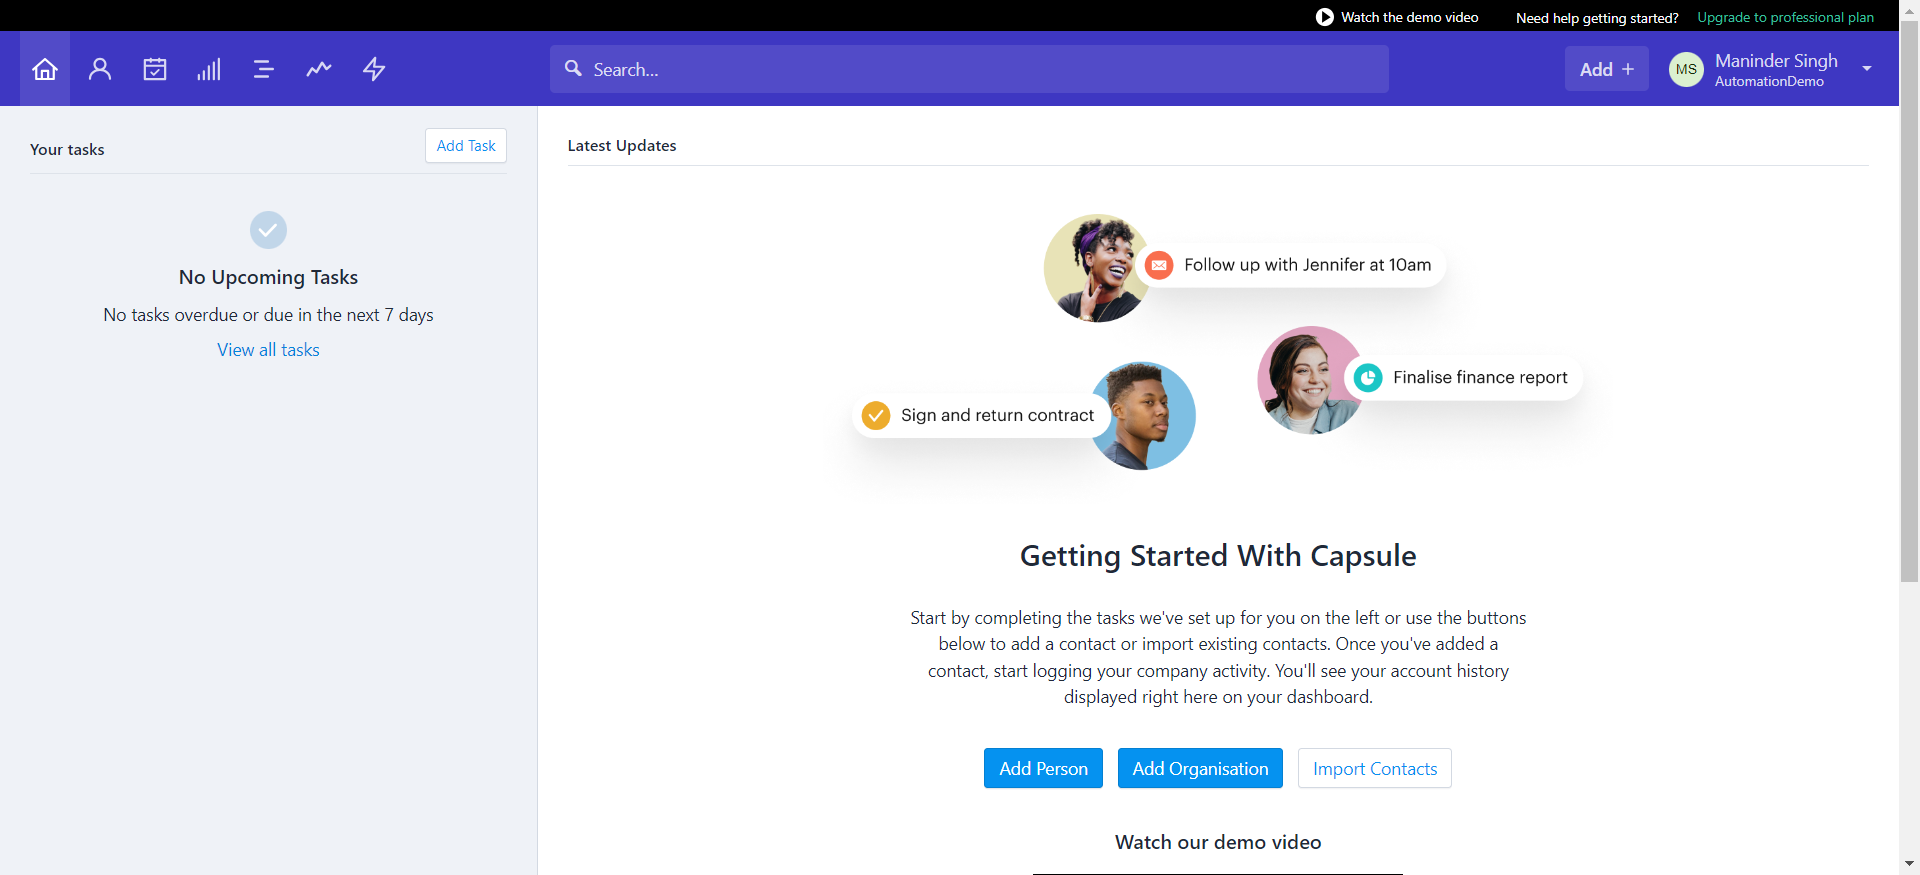 Watch the demo video
Need help getting started?
Upgrade to professional plan
Search...
Add +
MS
Maninder Singh
AutomationDemo
Your tasks
Add Task
No Upcoming Tasks
No tasks overdue or due in the next 7 days
View all tasks
Latest Updates
Follow up with Jennifer at 10am
Finalise finance report
Sign and return contract
Getting Started With Capsule
Start by completing the tasks we've set up for you on the left or use the buttons
below to add a contact or import existing contacts. Once you've added a
contact, start logging your company activity. You'll see your account history
displayed right here on your dashboard.
Add Person
Add Organisation
Import Contacts
Watch our demo video